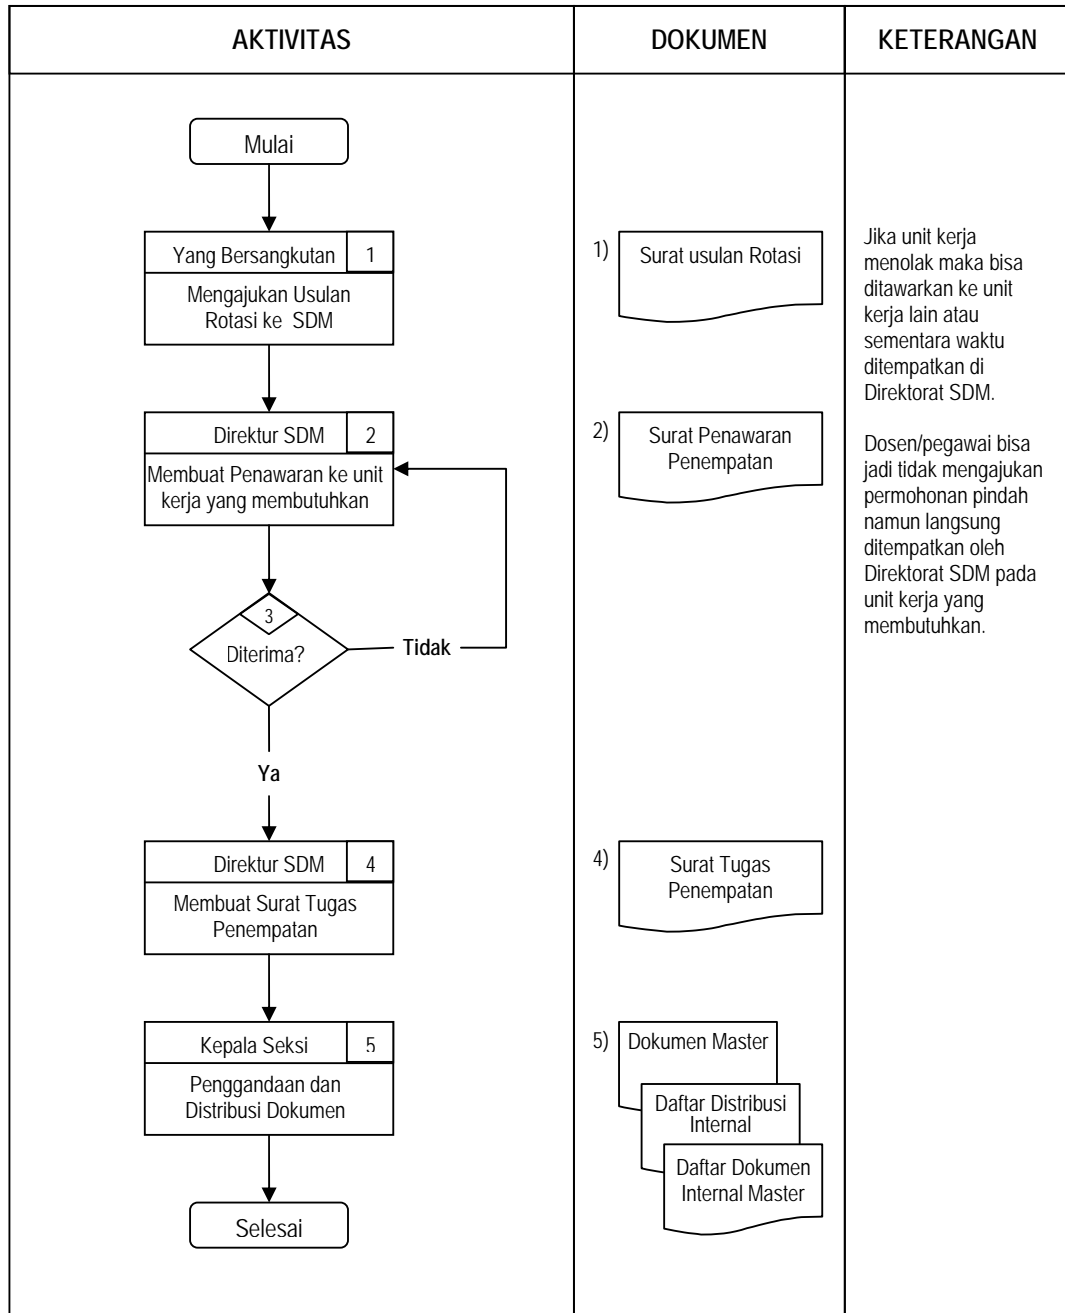 AKTIVITAS
DOKUMEN
KETERANGAN
Mulai
Yang Bersangkutan
1
Mengajukan Usulan
Rotasi ke SDM
1)
Surat usulan Rotasi
Jika unit kerja
menolak maka bisa
ditawarkan ke unit
kerja lain atau
sementara waktu
ditempatkan di
Direktorat SDM.
Dosen/pegawai bisa
jadi tidak mengajukan
permohonan pindah
namun langsung
ditempatkan oleh
Direktorat SDM pada
unit kerja yang
membutuhkan.
Direktur SDM
2
Membuat Penawaran ke unit
kerja yang membutuhkan
2)
Surat Penawaran
Penempatan
3
Diterima?
Tidak
Ya
Direktur SDM
4
Membuat Surat Tugas
Penempatan
4)
Surat Tugas
Penempatan
Kepala Seksi
5
Penggandaan dan
Distribusi Dokumen
5)
Dokumen Master
Daftar Distribusi
Internal
Daftar Dokumen
Internal Master
Selesai